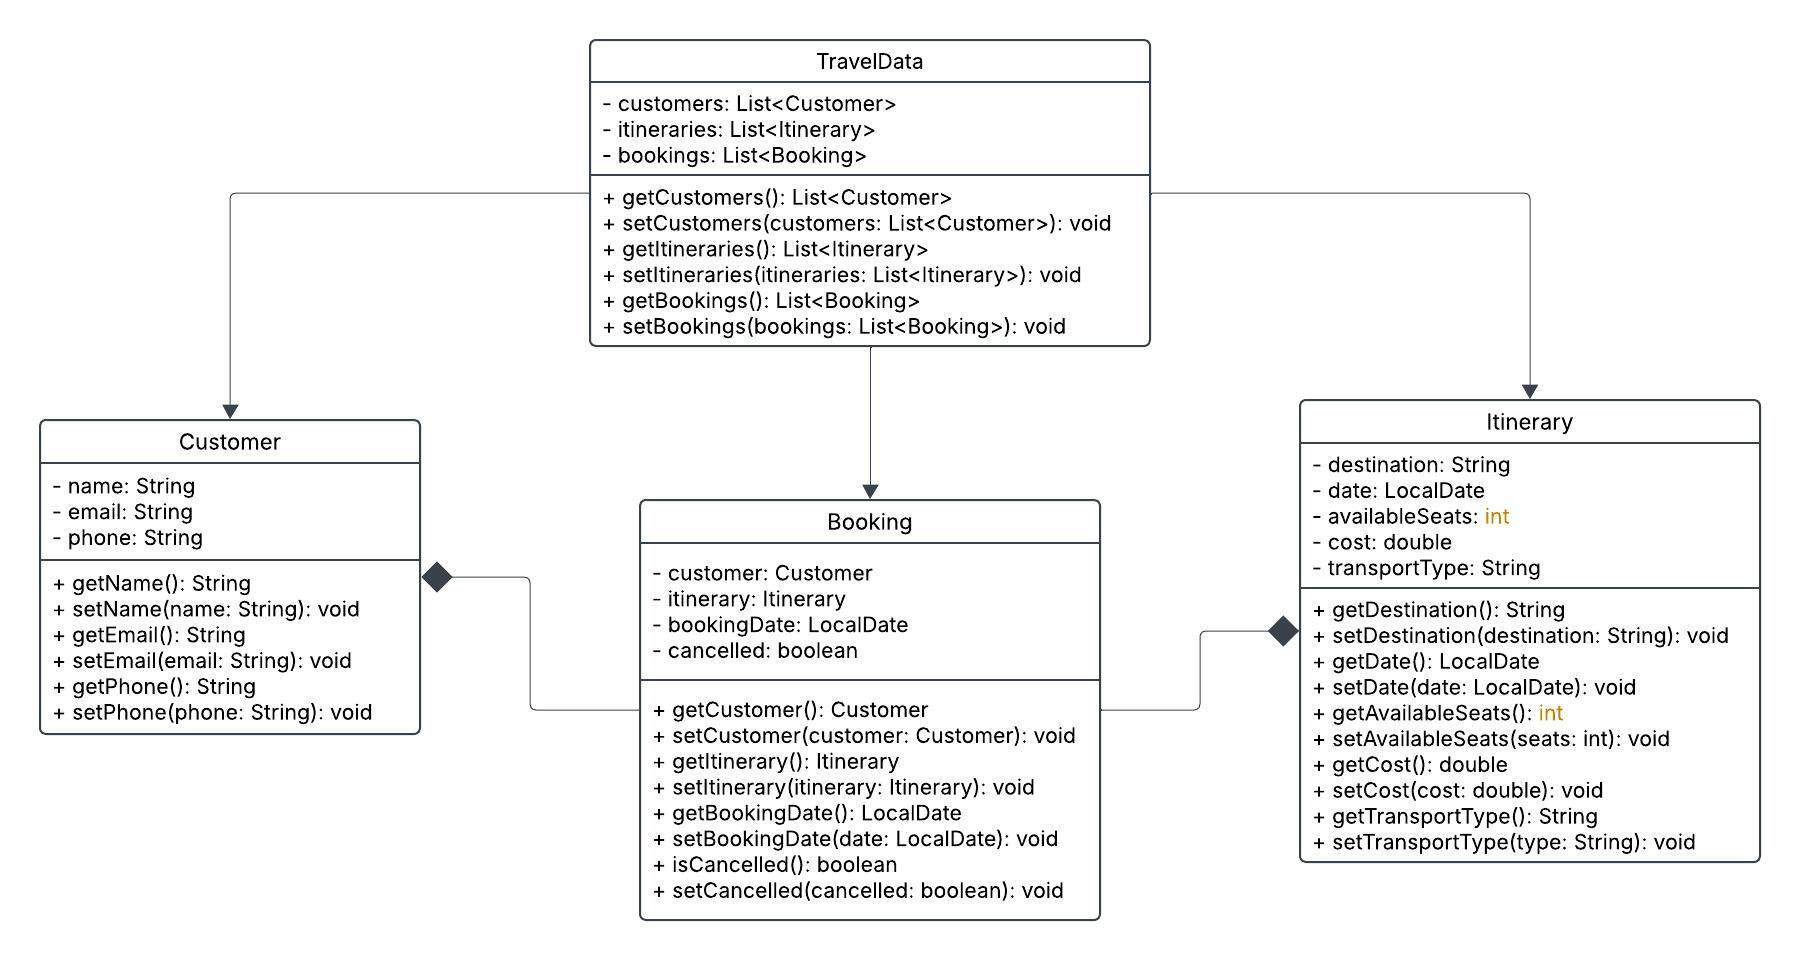 TravelData
- customers: List<Customer>
- itineraries: List<Itinerary>
- bookings: List<Booking>
+ getCustomers(): List<Customer>
+ setCustomers(customers: List<Customer>): void
+ getItineraries(): List<Itinerary>
+ setItineraries(itineraries: List<Itinerary>): void
+ getBookings(): List<Booking>
+ setBookings(bookings: List<Booking>): void
Customer
- name: String
- email: String
- phone: String
+ getName(): String
+ setName(name: String): void
+ getEmail(): String
+ setEmail(email: String): void
+ getPhone(): String
+ setPhone(phone: String): void
Booking
- customer: Customer
- itinerary: Itinerary
- bookingDate: LocalDate
- cancelled: boolean
+ getCustomer(): Customer
+ setCustomer(customer: Customer): void
+ getItinerary(): Itinerary
+ setItinerary(itinerary: Itinerary): void
+ getBookingDate(): LocalDate
+ setBookingDate(date: LocalDate): void
+ isCancelled(): boolean
+ setCancelled(cancelled: boolean): void
Itinerary
- destination: String
- date: LocalDate
- availableSeats: int
- cost: double
- transportType: String
+ getDestination(): String
+ setDestination(destination: String): void
+ getDate(): LocalDate
+ setDate(date: LocalDate): void
+ getAvailableSeats(): int
+ setAvailableSeats(seats: int): void
+ getCost(): double
+ setCost(cost: double): void
+ getTransportType(): String
+ setTransportType(type: String): void